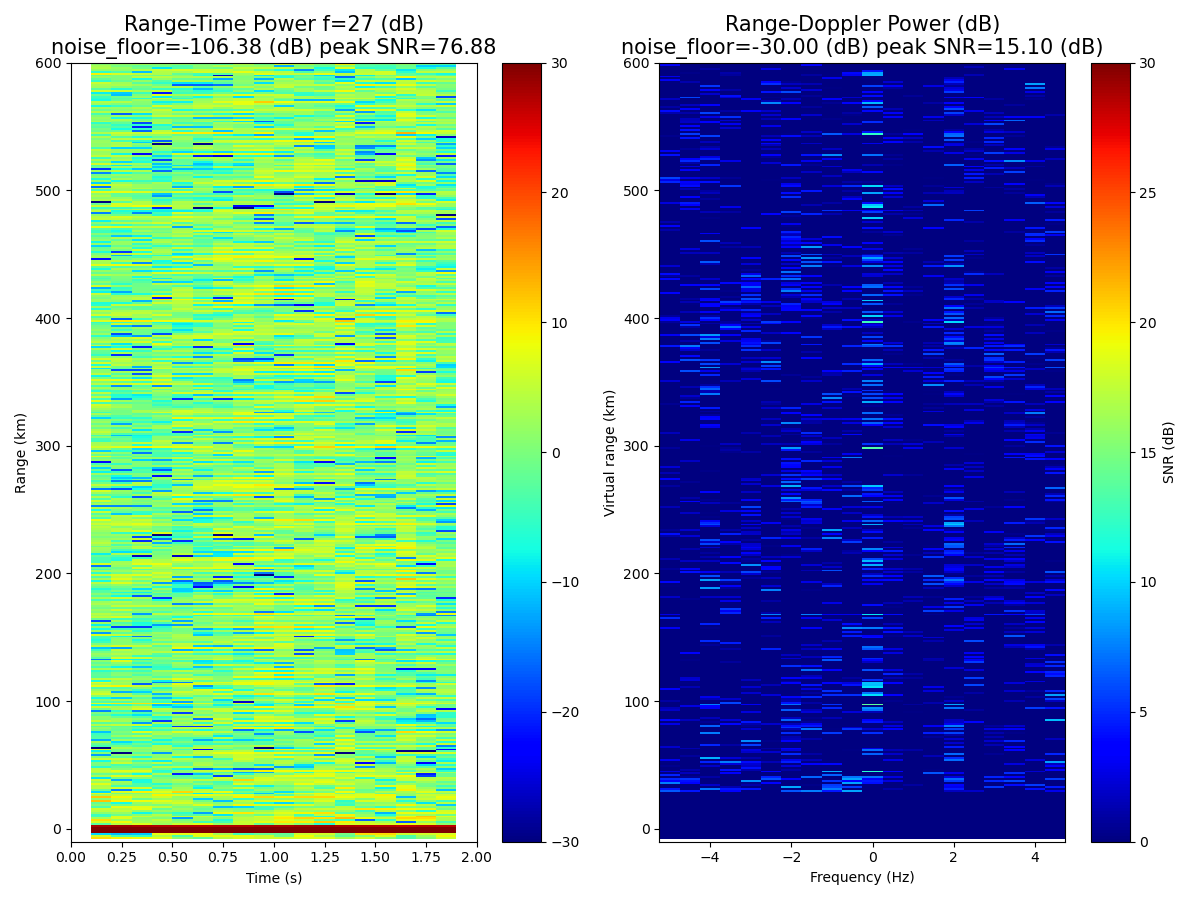 Range-Time Power f=27 (dB)
noise_floor=-106.38 (dB) peak SNR=76.88
Range-Doppler Power (dB)
noise_floor=-30.00 (dB) peak SNR=15.10 (dB)
Range (km)
600
500
400
300
200
100
0
0.00 0.25 0.50 0.75 1.00 1.25 1.50 1.75 2.00
Time (s)
30
20
10
0
−10
−20
−30
Virtual range (km)
600
500
400
300
200
100
0
−4 −2 0 2 4
Frequency (Hz)
30
25
20
15
10
5
0
SNR (dB)